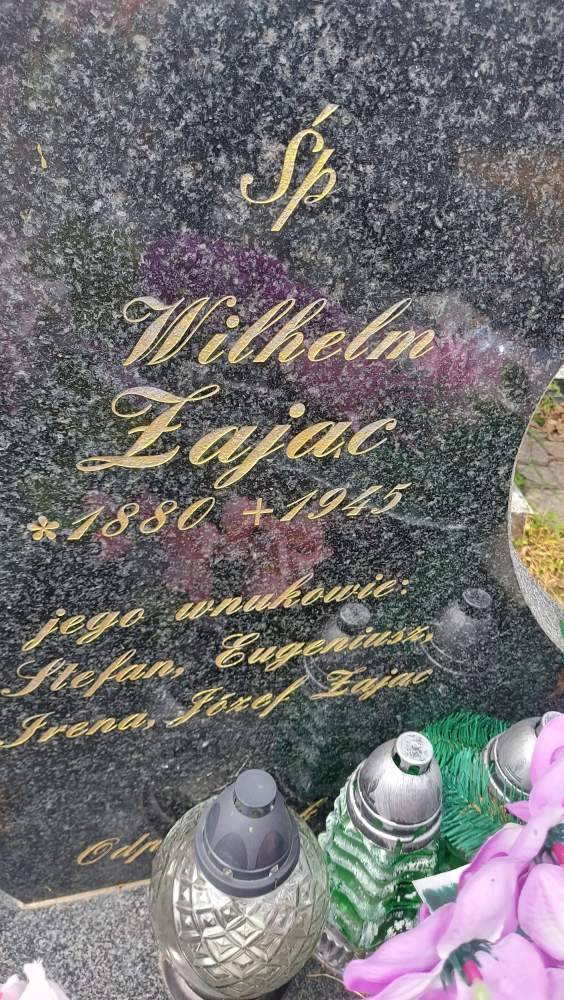 Śp
Wilhelm
Zając
*1880 +1945
jego wnukowie:
Stefan, Eugeniusz,
Irena, Józef Zając